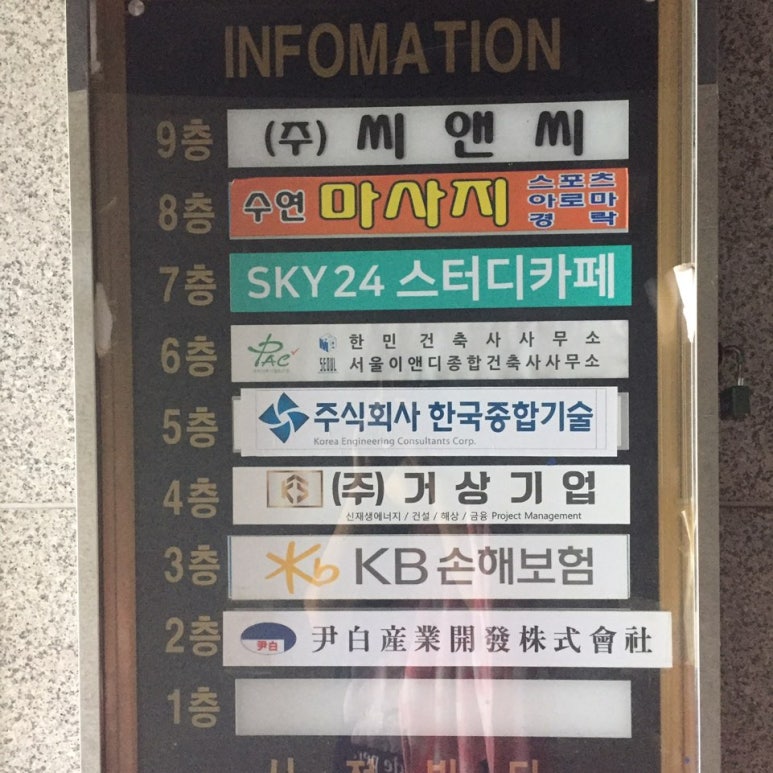 INFOMATION
9층 (주) 씨 앤 씨
8층 수연 마사지 스포츠 아로마 경 락
7층 SKY24 스터디카페
6층 PAC SEOUL 한 민 건 축 사 사 무 소
서울이앤디종합건축사사무소
5층 주식회사 한국종합기술
Korea Engineering Consultants Corp.
4층 (주) 거 상 기 업
신재생에너지 / 건설 / 해상 / 금융 Project Management
3층 Kb KB손해보험
2층 尹白 尹白産業開發株式會社
1층